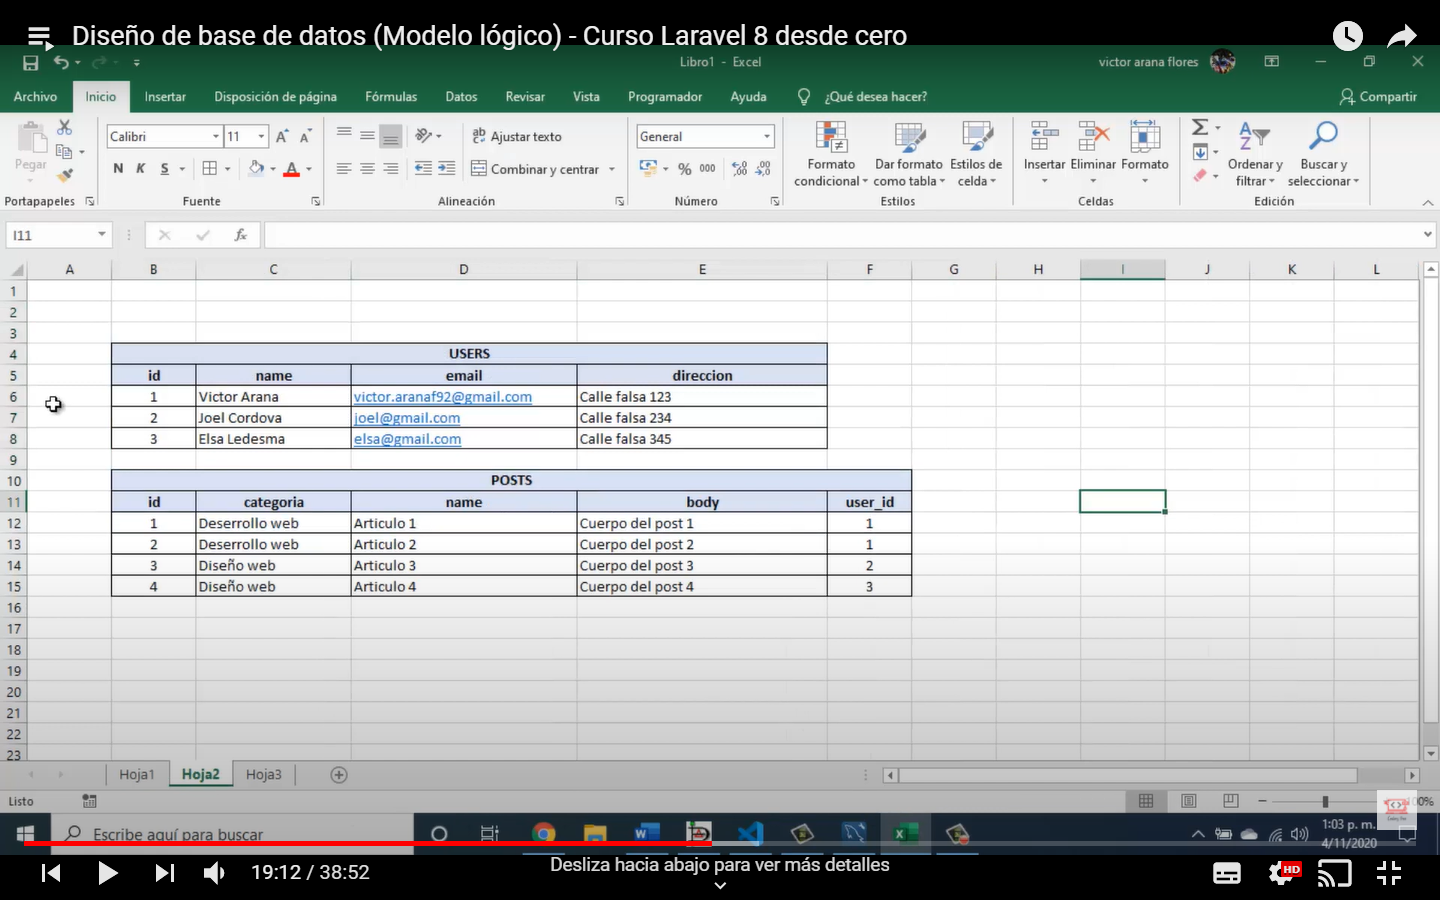 Diseño de base de datos (Modelo lógico) - Curso Laravel 8 desde cero
Libro1 - Excel
victor arana flores
Archivo Inicio Insertar Disposición de página Fórmulas Datos Revisar Vista Programador Ayuda ¿Qué desea hacer? Compartir
Pegar
Calibri 11
N K S
Ajustar texto
Combinar y centrar
General
% 000
Formato condicional
Dar formato como tabla
Estilos de celda
Insertar Eliminar Formato
Ordenar y filtrar
Buscar y seleccionar
Portapapeles Fuente Alineación Número Estilos Celdas Edición
I11 fx
A B C D E F G H I J K L
1
2
3
4 USERS
5 id name email direccion
6 1 Victor Arana victor.aranaf92@gmail.com Calle falsa 123
7 2 Joel Cordova joel@gmail.com Calle falsa 234
8 3 Elsa Ledesma elsa@gmail.com Calle falsa 345
9
10 POSTS
11 id categoria name body user_id
12 1 Deserrollo web Articulo 1 Cuerpo del post 1 1
13 2 Deserrollo web Articulo 2 Cuerpo del post 2 1
14 3 Diseño web Articulo 3 Cuerpo del post 3 2
15 4 Diseño web Articulo 4 Cuerpo del post 4 3
16
17
18
19
20
21
22
23
Hoja1 Hoja2 Hoja3
Listo
Escribe aquí para buscar
1:03 p. m.
4/11/2020
19:12 / 38:52
Desliza hacia abajo para ver más detalles
HD